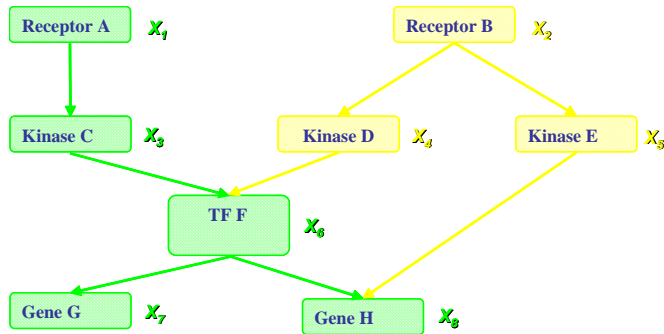 Receptor A X₁ Receptor B X₂
Kinase C X₃ Kinase D X₄ Kinase E X₅
TF F X₆
Gene G X₇ Gene H X₈